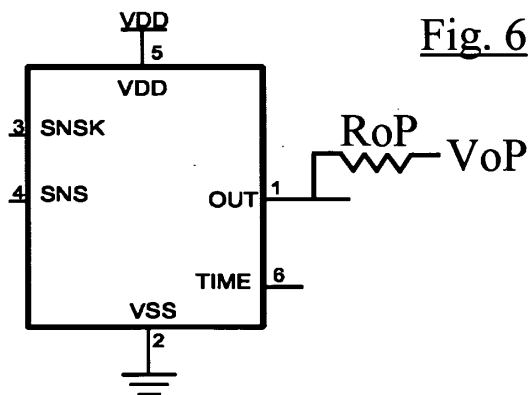 VDD
Fig. 6
5
VDD
3 SNSK
RoP
VoP
4 SNS
OUT 1
TIME 6
VSS
2